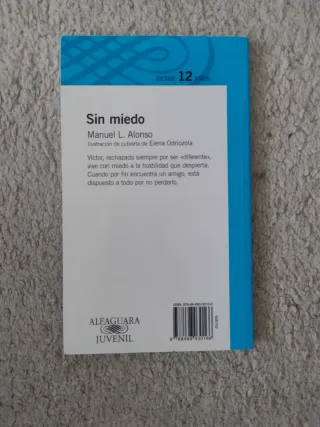 DESDE 12 AÑOS
Sin miedo
Manuel L. Alonso
Ilustración de cubierta de Elena Odriozola
Víctor, rechazado siempre por ser «diferente»,
vive con miedo a la hostilidad que despierta.
Cuando por fin encuentra un amigo, está
dispuesto a todo por no perderlo.
ALFAGUARA
JUVENIL